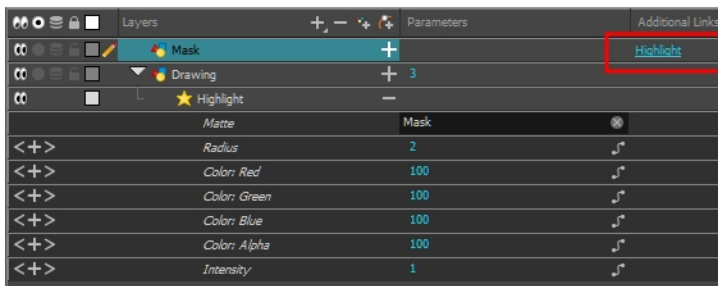 Layers Parameters Additional Links
Mask Highlight
Drawing 3
Highlight
Matte Mask
<+> Radius 2
<+> Color: Red 100
<+> Color: Green 100
<+> Color: Blue 100
<+> Color: Alpha 100
<+> Intensity 1